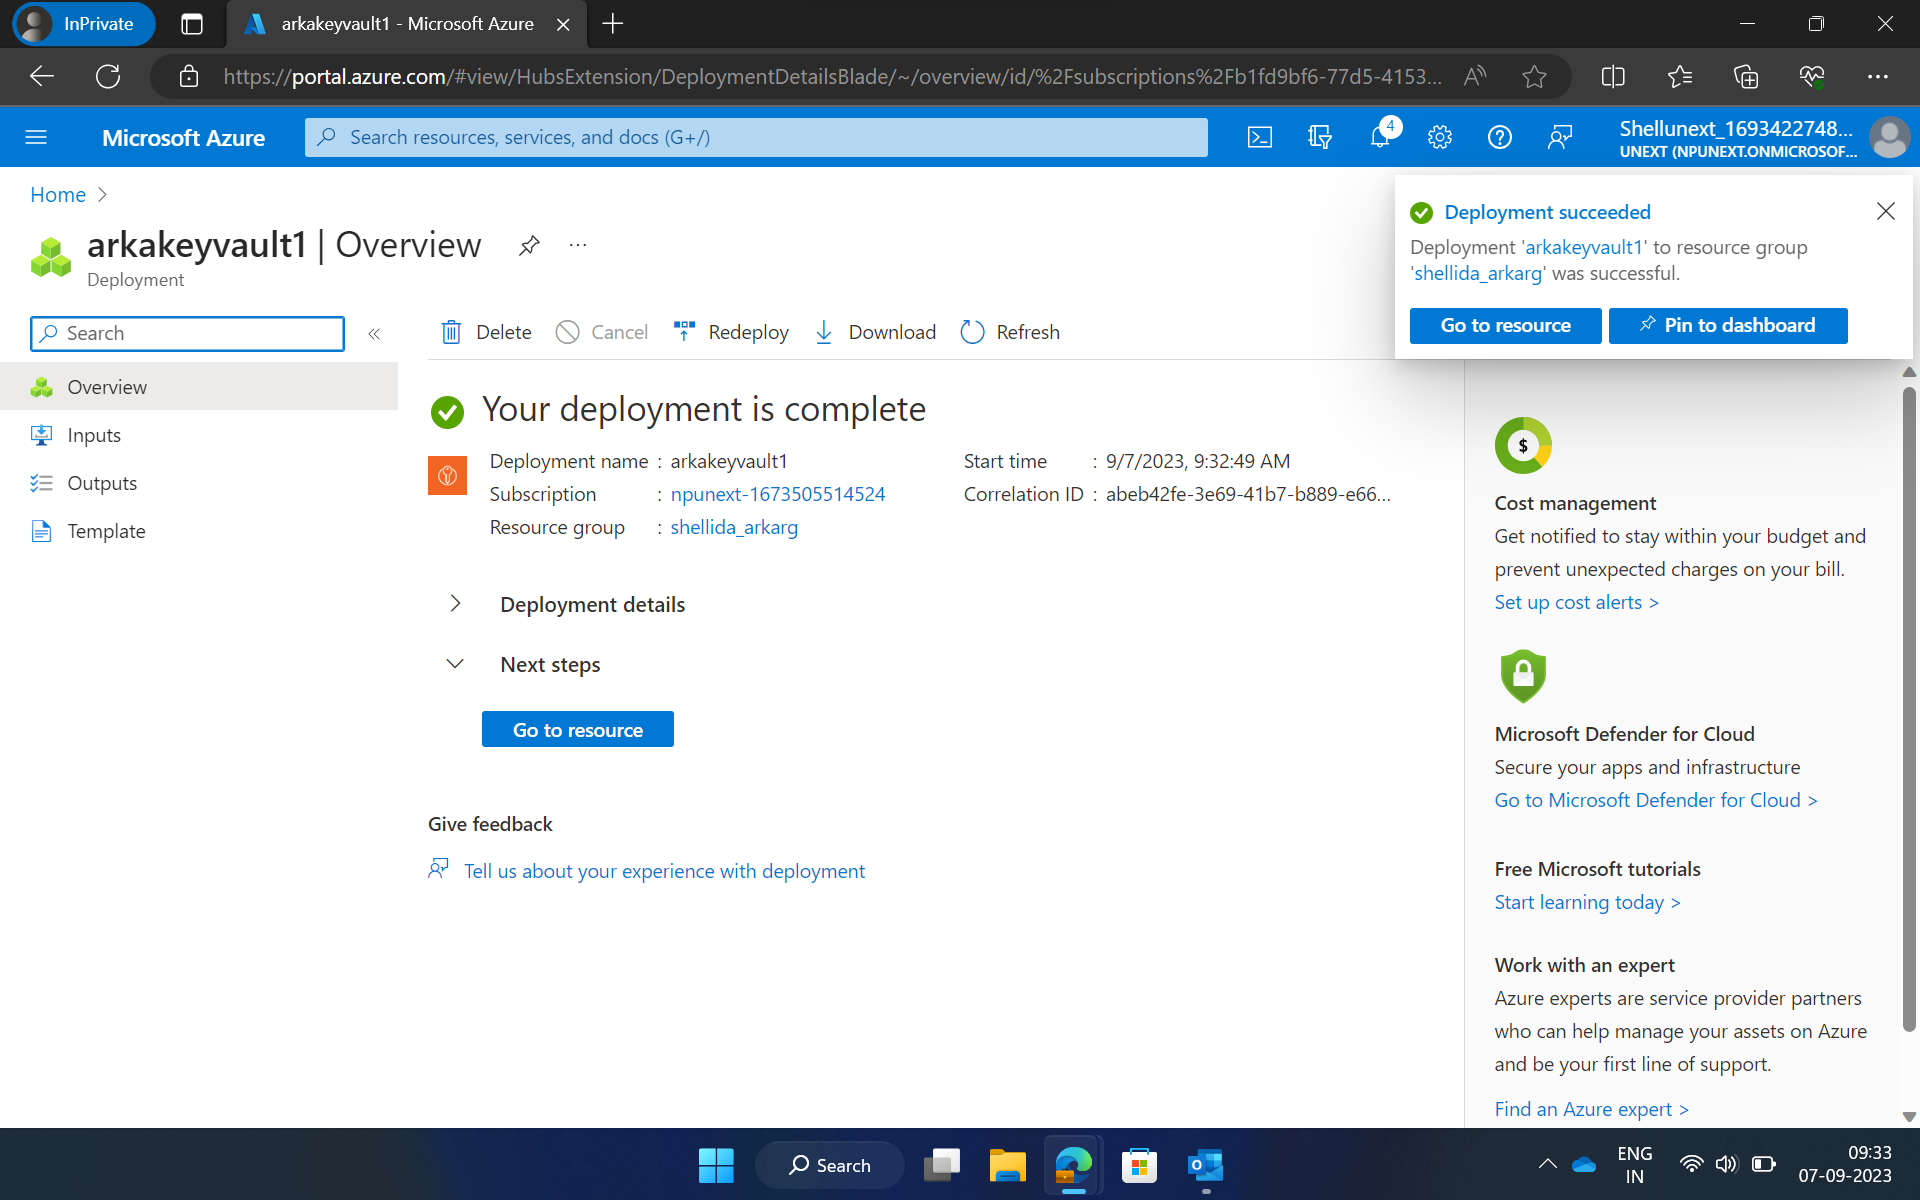 InPrivate
arkakeyvault1 - Microsoft Azure
https://portal.azure.com/#view/HubsExtension/DeploymentDetailsBlade/~/overview/id/%2Fsubscriptions%2Fb1fd9bf6-77d5-4153...
Microsoft Azure
Search resources, services, and docs (G+/)
4
Shellunext_1693422748...
UNEXT (NPUNEXT.ONMICROSOF...
Home
arkakeyvault1 | Overview
Deployment
Deployment succeeded
Deployment 'arkakeyvault1' to resource group
'shellida_arkarg' was successful.
Go to resource
Pin to dashboard
Search
Overview
Inputs
Outputs
Template
Delete
Cancel
Redeploy
Download
Refresh
Your deployment is complete
Deployment name : arkakeyvault1
Subscription : npunext-1673505514524
Resource group : shellida_arkarg
Start time : 9/7/2023, 9:32:49 AM
Correlation ID : abeb42fe-3e69-41b7-b889-e66...
Deployment details
Next steps
Go to resource
Give feedback
Tell us about your experience with deployment
$
Cost management
Get notified to stay within your budget and
prevent unexpected charges on your bill.
Set up cost alerts >
Microsoft Defender for Cloud
Secure your apps and infrastructure
Go to Microsoft Defender for Cloud >
Free Microsoft tutorials
Start learning today >
Work with an expert
Azure experts are service provider partners
who can help manage your assets on Azure
and be your first line of support.
Find an Azure expert >
Search
ENG
IN
09:33
07-09-2023